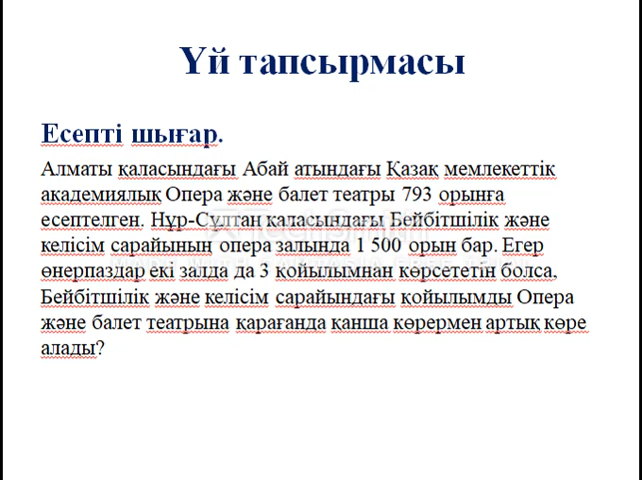 Үй тапсырмасы
Есепті шығар.
Алматы қаласындағы Абай атындағы Қазақ мемлекеттік
академиялық Опера және балет театры 793 орынға
есептелген. Нұр-Сұлтан қаласындағы Бейбітшілік және
келісім сарайының опера залында 1 500 орын бар. Егер
өнерпаздар екі залда да 3 қойылымнан көрсететін болса,
Бейбітшілік және келісім сарайындағы қойылымды Опера
және балет театрына қарағанда қанша көрермен артық көре
алады?